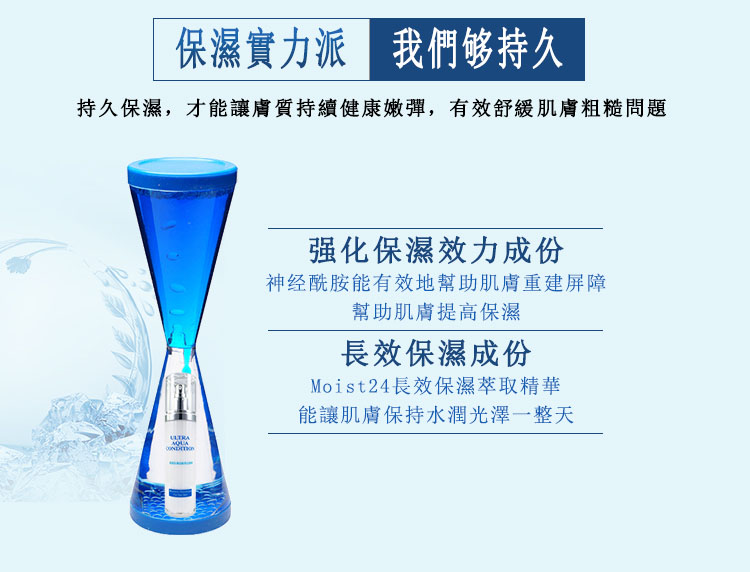 保濕實力派 我們够持久
持久保濕，才能讓膚質持續健康嫩彈，有效舒緩肌膚粗糙問題
强化保濕效力成份
神经酰胺能有效地幫助肌膚重建屏障
幫助肌膚提高保濕
長效保濕成份
Moist24長效保濕萃取精華
能讓肌膚保持水潤光澤一整天
ULTRA
AQUA
CONDITION